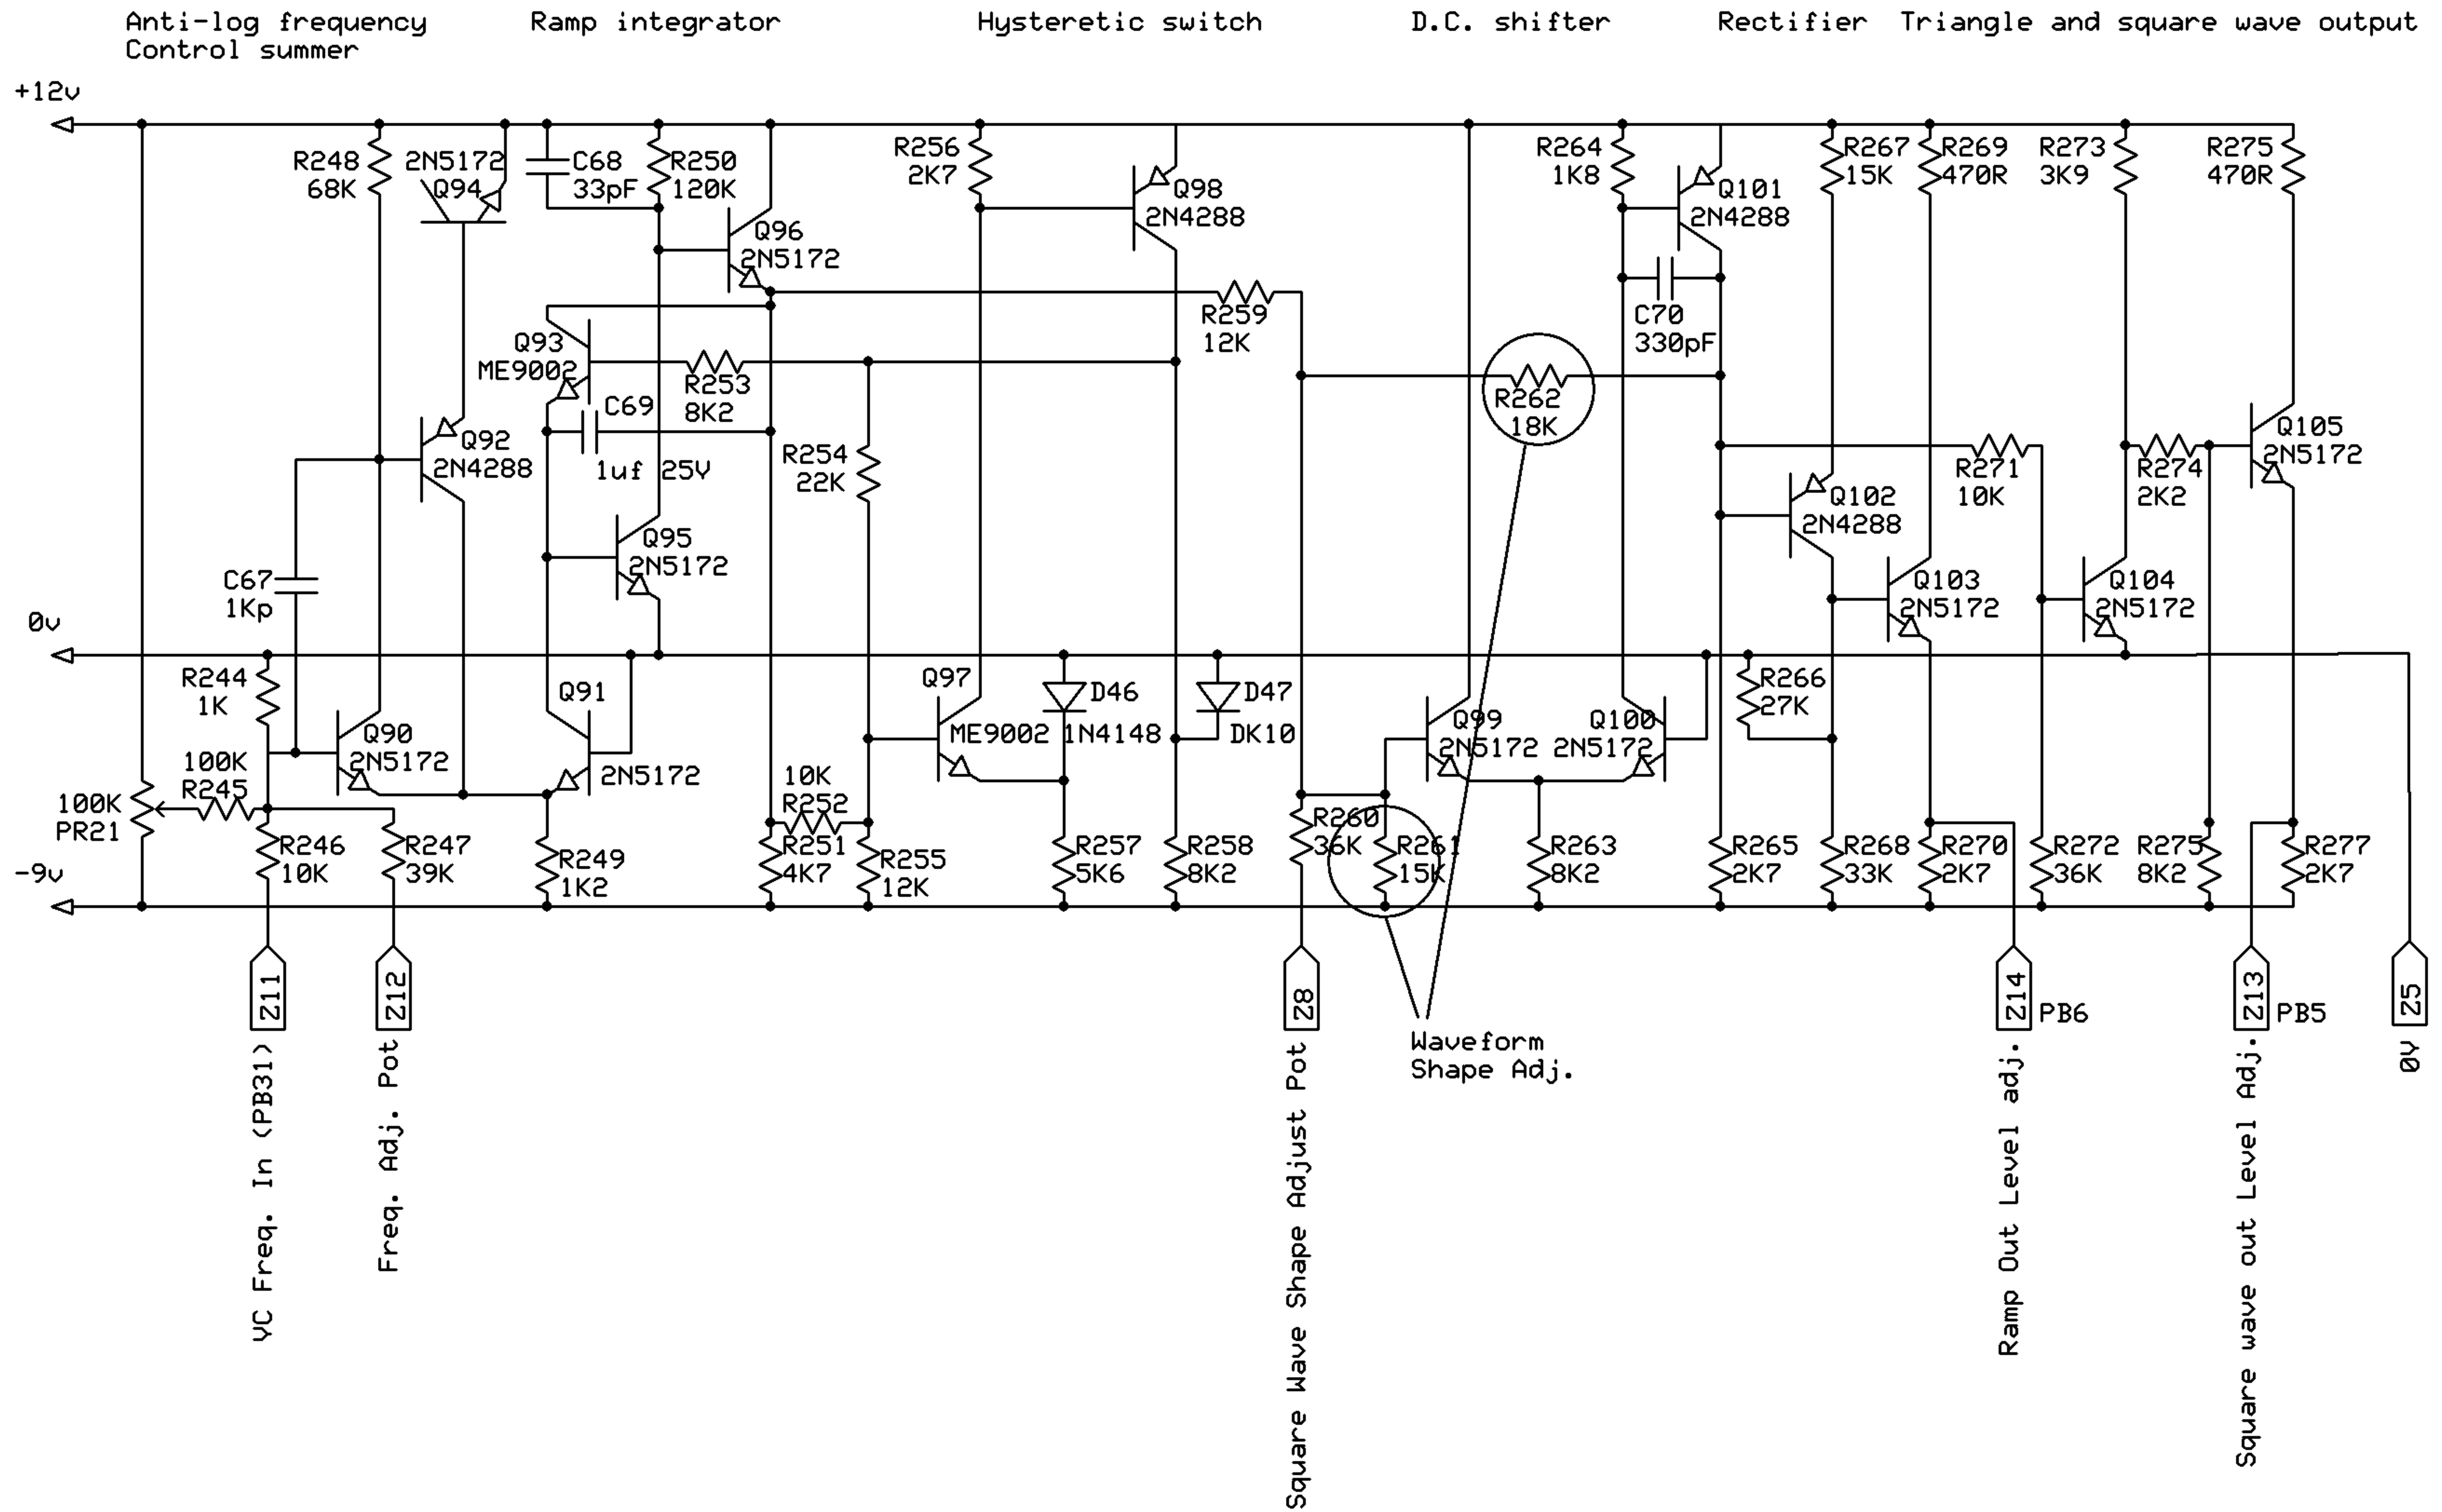 Anti-log frequency
Control summer
Ramp integrator
Hysteretic switch
D.C. shifter
Rectifier
Triangle and square wave output
+12v
R248
68K
2N5172
Q94
C68
33pF
R250
120K
Q96
2N5172
R256
2K7
Q98
2N4288
R264
1K8
Q101
2N4288
R267
15K
R269
470R
R273
3K9
R275
470R
Q93
ME9002
R253
8K2
C69
1uf 25V
R259
12K
C70
330pF
R262
18K
Q92
2N4288
R254
22K
Q102
2N4288
R271
10K
R274
2K2
Q105
2N5172
C67
1Kp
Q95
2N5172
Q103
2N5172
Q104
2N5172
0v
R244
1K
Q90
2N5172
Q91
2N5172
Q97
ME9002
D46
1N4148
D47
DK10
Q99
2N5172
Q100
2N5172
R266
27K
100K
R245
100K
PR21
10K
R252
R246
10K
R247
39K
R249
1K2
R251
4K7
R255
12K
R257
5K6
R258
8K2
R260
36K
R261
15K
R263
8K2
R265
2K7
R268
33K
R270
2K7
R272
36K
R275
8K2
R277
2K7
-9v
Z11
Z12
Z8
Z14
PB6
Z13
PB5
Z5
VC Freq. In (PB31)
Freq. Adj. Pot
Square Wave Shape Adjust Pot
Waveform
Shape Adj.
Ramp Out Level adj.
Square wave out Level Adj.
0V